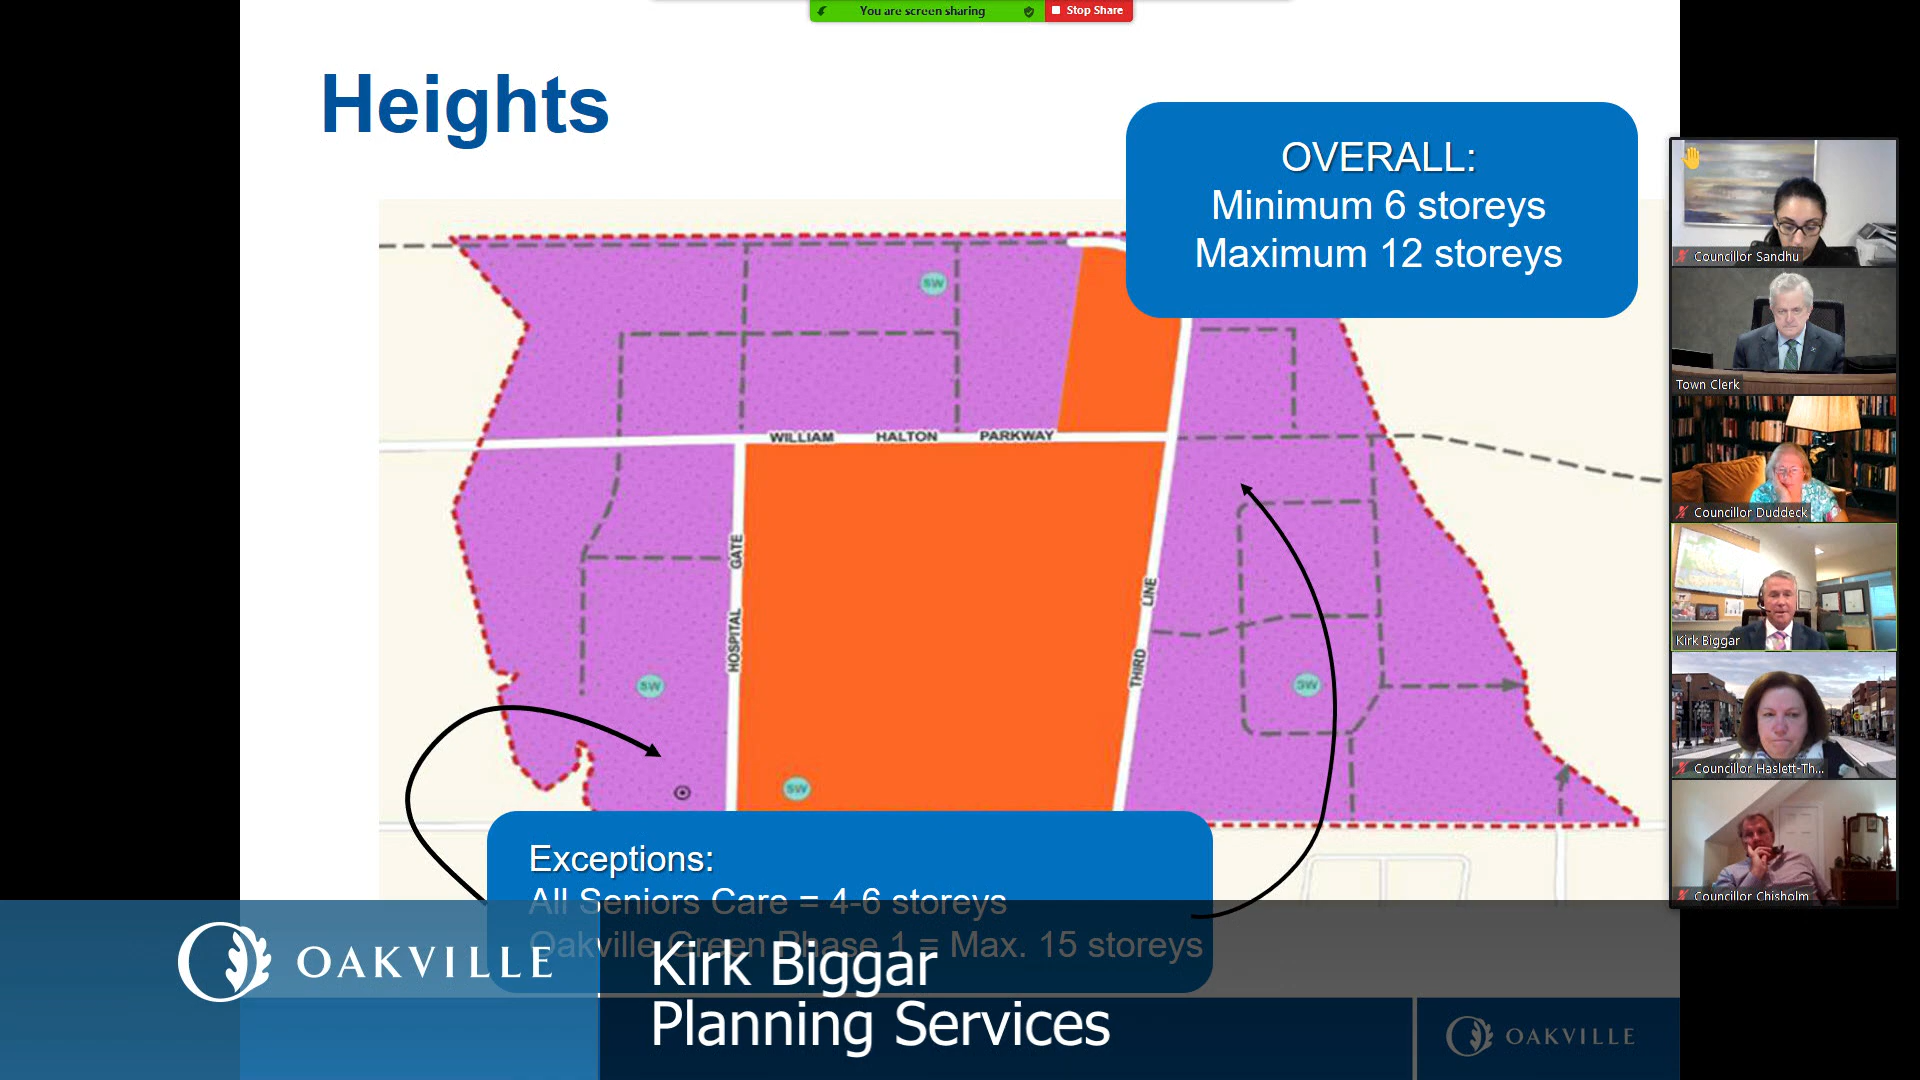 You are screen sharing
Stop Share
Heights
OVERALL:
Minimum 6 storeys
Maximum 12 storeys
SW
WILLIAM HALTON PARKWAY
HOSPITAL GATE
THIRD LINE
SW
SW
SW
Exceptions:
All Seniors Care = 4-6 storeys
Oakville Green Phase 1 = Max. 15 storeys
Councillor Sandhu
Town Clerk
Councillor Duddeck
Kirk Biggar
Councillor Haslett-Th...
Councillor Chisholm
OAKVILLE
Kirk Biggar
Planning Services
OAKVILLE